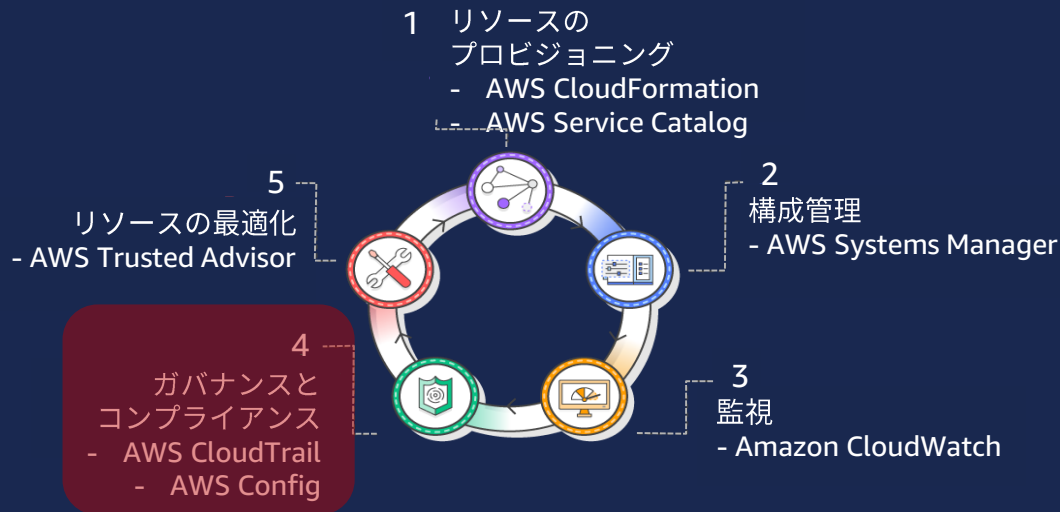 1
リソースの
プロビジョニング
- AWS CloudFormation
- AWS Service Catalog
2
構成管理
- AWS Systems Manager
3
監視
- Amazon CloudWatch
4
ガバナンスと
コンプライアンス
- AWS CloudTrail
- AWS Config
5
リソースの最適化
- AWS Trusted Advisor